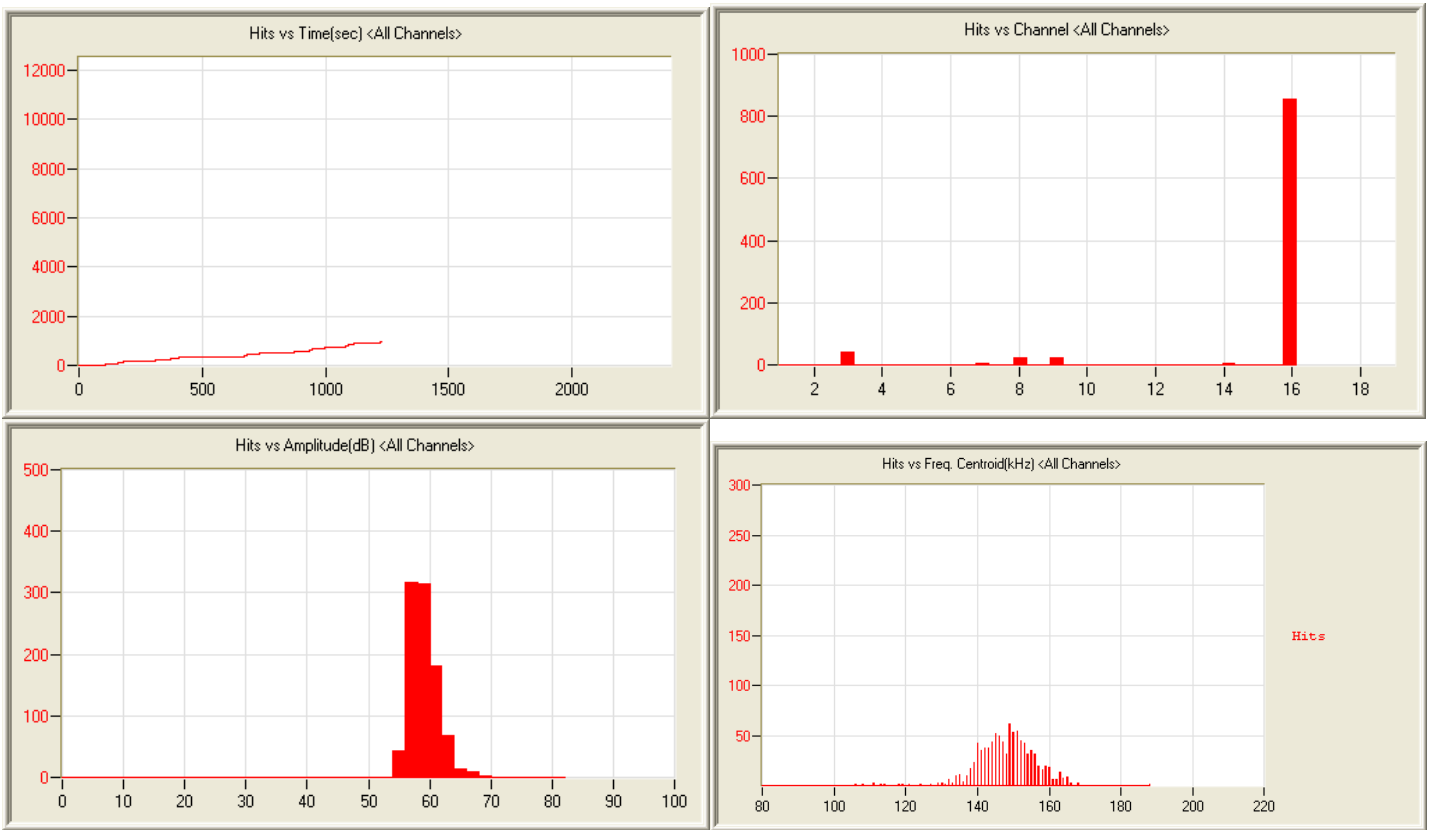 Hits vs Time(sec) <All Channels>
12000
10000
8000
6000
4000
2000
0
0 500 1000 1500 2000
Hits vs Channel <All Channels>
1000
800
600
400
200
0
2 4 6 8 10 12 14 16 18
Hits vs Amplitude(dB) <All Channels>
500
400
300
200
100
0
0 10 20 30 40 50 60 70 80 90 100
Hits vs Freq. Centroid(kHz) <All Channels>
300
250
200
150
100
50
80 100 120 140 160 180 200 220
Hits